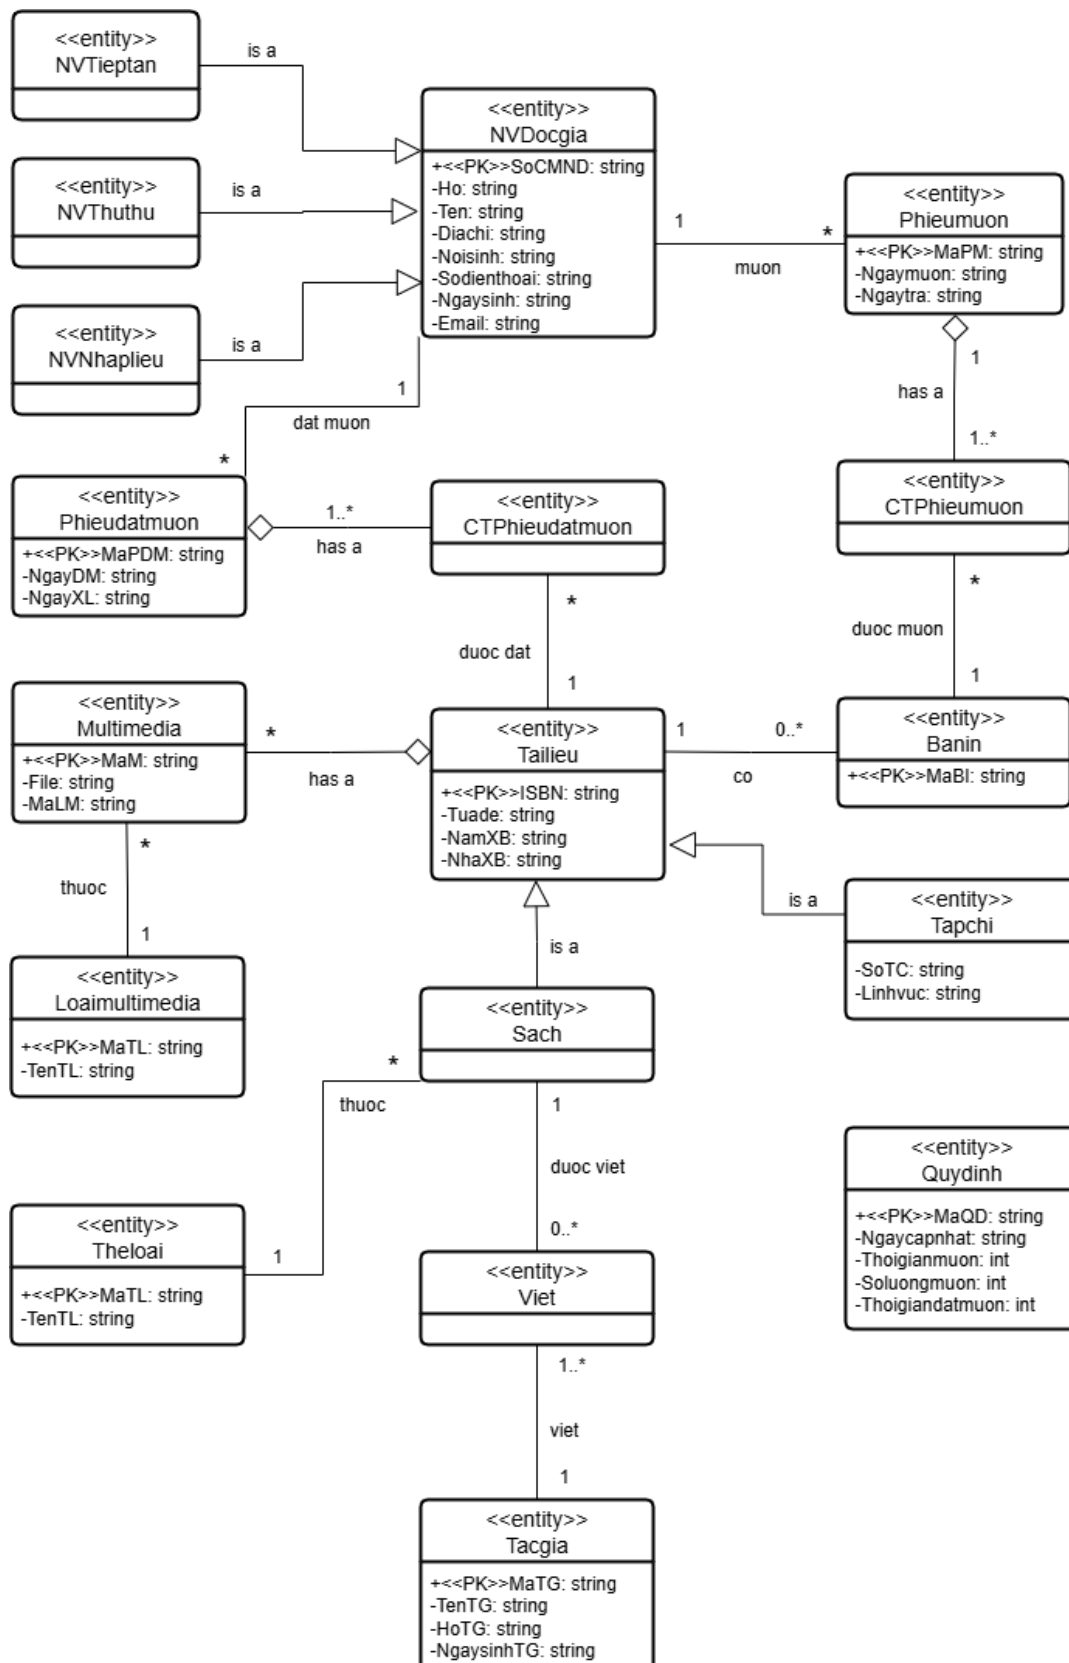 <<entity>>
NVTieptan
is a
<<entity>>
NVDocgia
+<<PK>>SoCMND: string
-Ho: string
-Ten: string
-Diachi: string
-Noisinh: string
-Sodienthoai: string
-Ngaysinh: string
-Email: string
<<entity>>
NVThuthu
is a
<<entity>>
NVNhaplieu
is a
1
*
muon
<<entity>>
Phieumuon
+<<PK>>MaPM: string
-Ngaymuon: string
-Ngaytra: string
1
dat muon
*
1
has a
1..*
<<entity>>
Phieudatmuon
+<<PK>>MaPDM: string
-NgayDM: string
-NgayXL: string
1..*
has a
<<entity>>
CTPhieudatmuon
<<entity>>
CTPhieumuon
*
duoc dat
1
*
duoc muon
1
<<entity>>
Multimedia
+<<PK>>MaM: string
-File: string
-MaLM: string
*
has a
<<entity>>
Tailieu
+<<PK>>ISBN: string
-Tuade: string
-NamXB: string
-NhaXB: string
1
0..*
co
<<entity>>
Banin
+<<PK>>MaBI: string
*
thuoc
1
is a
is a
<<entity>>
Tapchi
-SoTC: string
-Linhvuc: string
<<entity>>
Loaimultimedia
+<<PK>>MaTL: string
-TenTL: string
<<entity>>
Sach
*
thuoc
1
1
duoc viet
0..*
<<entity>>
Quydinh
+<<PK>>MaQD: string
-Ngaycapnhat: string
-Thoigianmuon: int
-Soluongmuon: int
-Thoigiandatmuon: int
<<entity>>
Theloai
+<<PK>>MaTL: string
-TenTL: string
<<entity>>
Viet
1..*
viet
1
<<entity>>
Tacgia
+<<PK>>MaTG: string
-TenTG: string
-HoTG: string
-NgaysinhTG: string